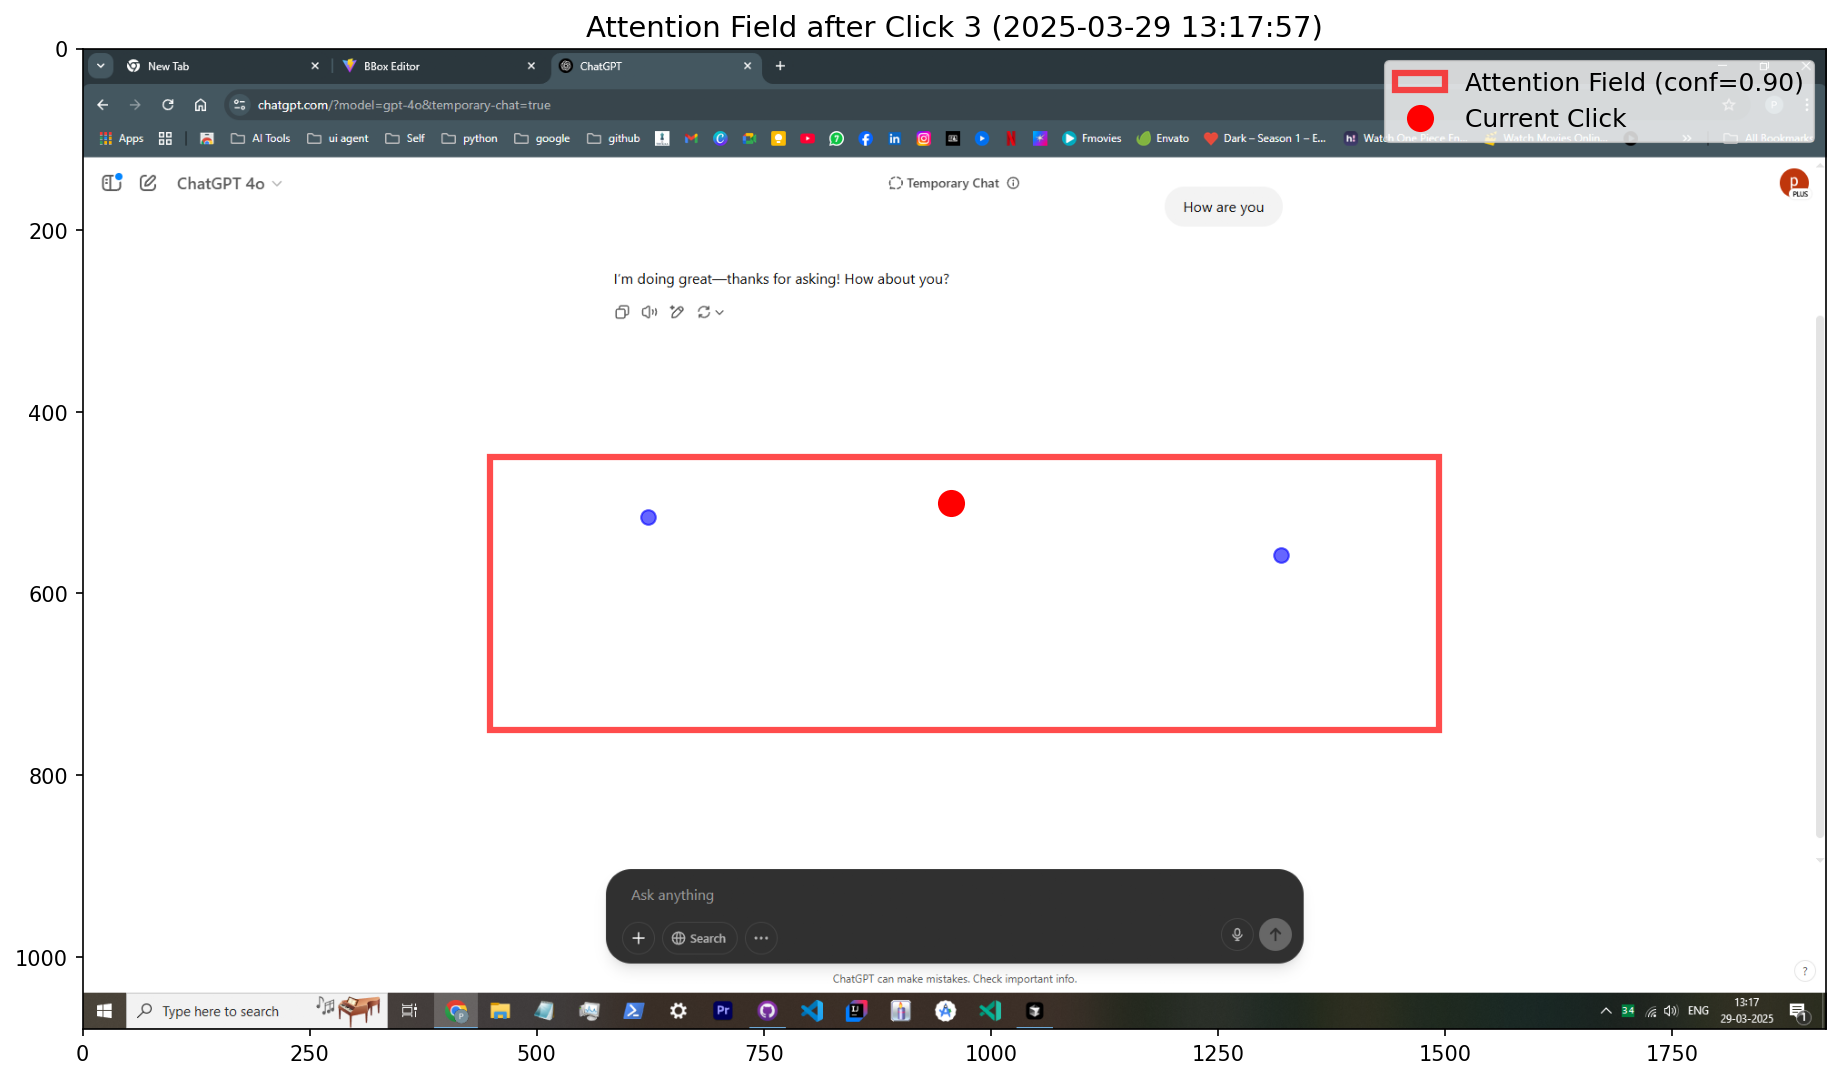 Attention Field after Click 3 (2025-03-29 13:17:57)
Attention Field (conf=0.90)
Current Click
New Tab
BBox Editor
ChatGPT
chatgpt.com/?model=gpt-4o&temporary-chat=true
Apps
AI Tools
ui agent
Self
python
google
github
Fmovies
Envato
Dark – Season 1 – E...
Watch One Piece En...
Watch Movies Onlin...
All Bookmarks
ChatGPT 4o
Temporary Chat
P
PLUS
How are you
I'm doing great—thanks for asking! How about you?
Ask anything
Search
ChatGPT can make mistakes. Check important info.
?
Type here to search
Pr
34
ENG
13:17
29-03-2025
1
0
200
400
600
800
1000
0
250
500
750
1000
1250
1500
1750